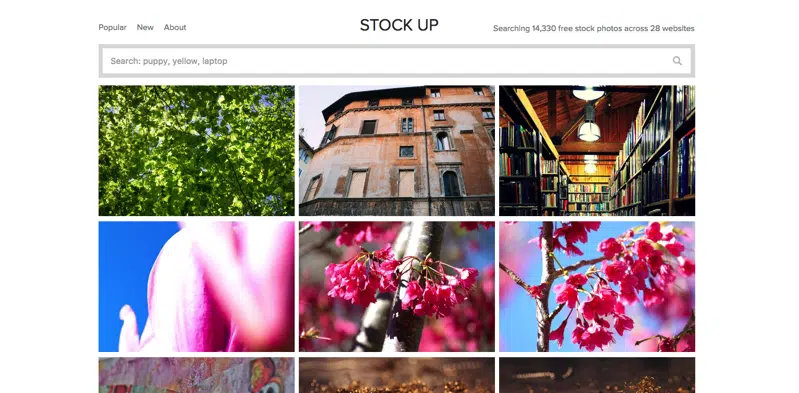 Popular New About
STOCK UP
Searching 14,330 free stock photos across 28 websites
Search: puppy, yellow, laptop